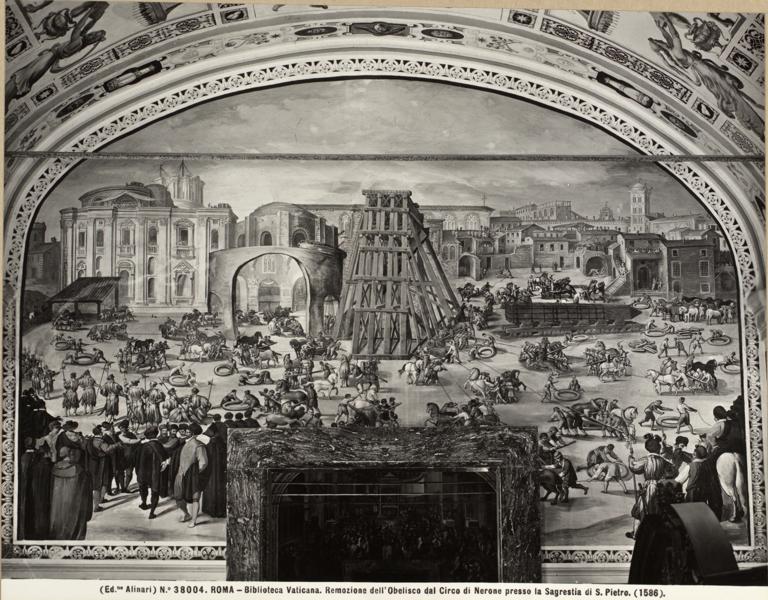 (Ed.ⁿᵉ Alinari) N.º 38004. ROMA – Biblioteca Vaticana. Remozione dell'Obelisco dal Circo di Nerone presso la Sagrestia di S. Pietro. (1586).